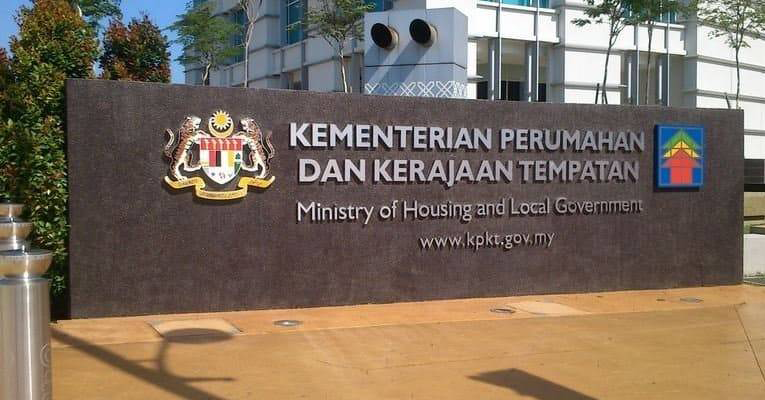 KEMENTERIAN PERUMAHAN
DAN KERAJAAN TEMPATAN
Ministry of Housing and Local Government
www.kpkt.gov.my